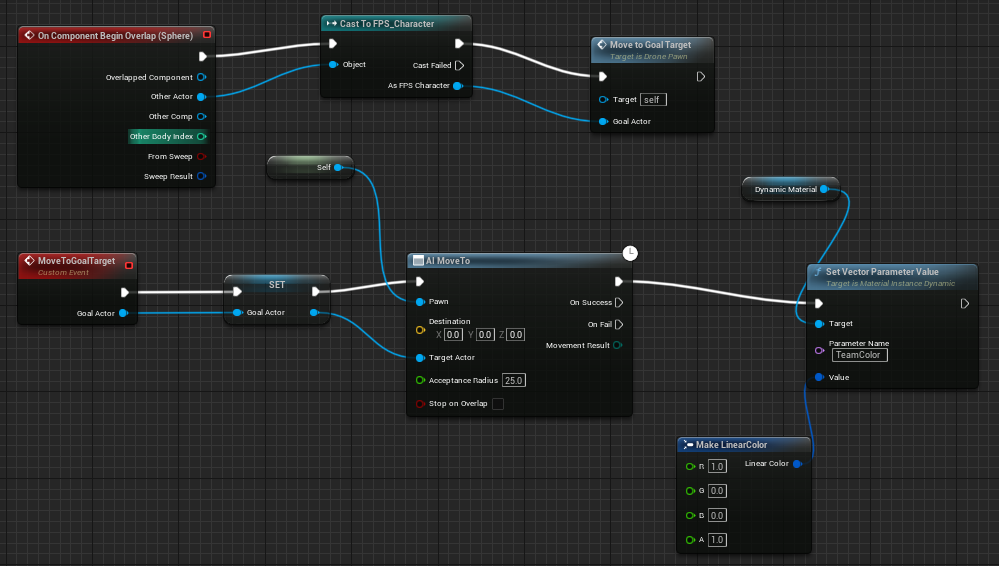 On Component Begin Overlap (Sphere)
Overlapped Component
Other Actor
Other Comp
Other Body Index
From Sweep
Sweep Result
Cast To FPS_Character
Object
Cast Failed
As FPS Character
Move to Goal Target
Target is Drone Pawn
Target self
Goal Actor
Self
Dynamic Material
MoveToGoalTarget
Custom Event
Goal Actor
SET
Goal Actor
AI MoveTo
Pawn
On Success
Destination
X 0.0 Y 0.0 Z 0.0
On Fail
Movement Result
Target Actor
Acceptance Radius 25.0
Stop on Overlap
Set Vector Parameter Value
Target is Material Instance Dynamic
Target
Parameter Name
TeamColor
Value
Make LinearColor
R 1.0
Linear Color
G 0.0
B 0.0
A 1.0